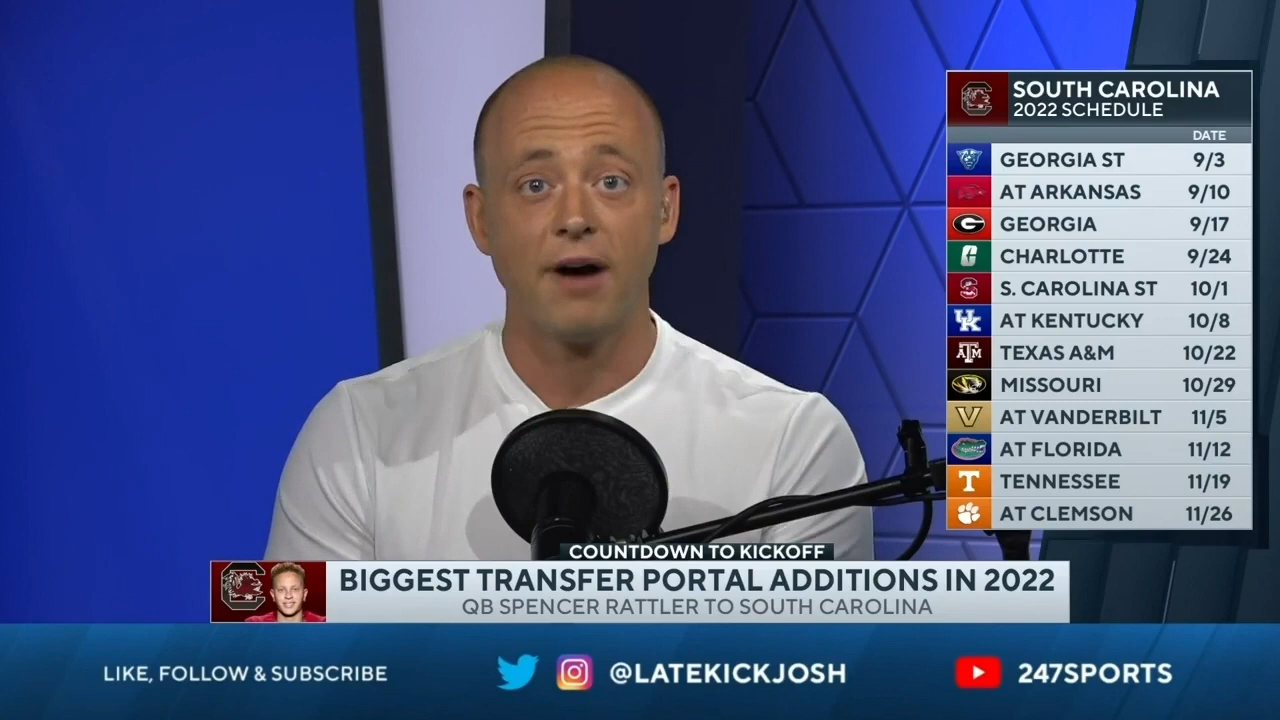 SOUTH CAROLINA
2022 SCHEDULE
DATE
GEORGIA ST 9/3
AT ARKANSAS 9/10
G GEORGIA 9/17
C CHARLOTTE 9/24
S. CAROLINA ST 10/1
UK AT KENTUCKY 10/8
ATM TEXAS A&M 10/22
MISSOURI 10/29
V AT VANDERBILT 11/5
AT FLORIDA 11/12
T TENNESSEE 11/19
AT CLEMSON 11/26
COUNTDOWN TO KICKOFF
BIGGEST TRANSFER PORTAL ADDITIONS IN 2022
QB SPENCER RATTLER TO SOUTH CAROLINA
LIKE, FOLLOW & SUBSCRIBE @LATEKICKJOSH 247SPORTS